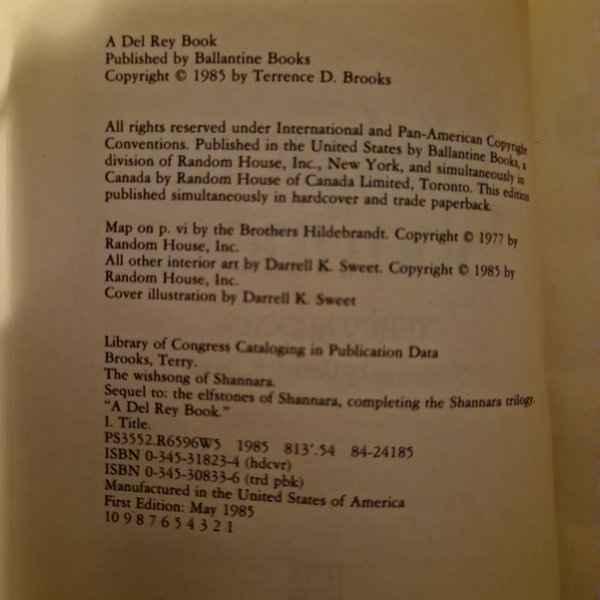 A Del Rey Book
Published by Ballantine Books
Copyright © 1985 by Terrence D. Brooks
All rights reserved under International and Pan-American Copyright
Conventions. Published in the United States by Ballantine Books, a
division of Random House, Inc., New York, and simultaneously in
Canada by Random House of Canada Limited, Toronto. This edition
published simultaneously in hardcover and trade paperback.
Map on p. vi by the Brothers Hildebrandt. Copyright © 1977 by
Random House, Inc.
All other interior art by Darrell K. Sweet. Copyright © 1985 by
Random House, Inc.
Cover illustration by Darrell K. Sweet
Library of Congress Cataloging in Publication Data
Brooks, Terry.
The wishsong of Shannara.
Sequel to: the elfstones of Shannara, completing the Shannara trilogy.
"A Del Rey Book."
I. Title.
PS3552.R6596W5 1985 813'.54 84-24185
ISBN 0-345-31823-4 (hdcvr)
ISBN 0-345-30833-6 (trd pbk)
Manufactured in the United States of America
First Edition: May 1985
10 9 8 7 6 5 4 3 2 1